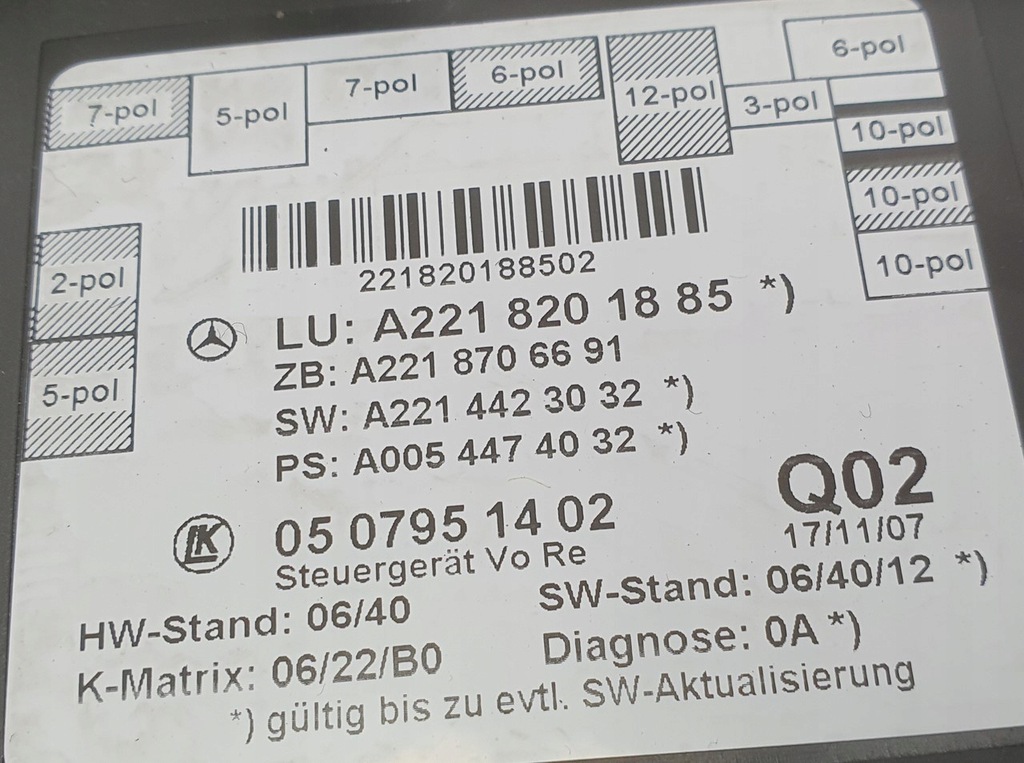 7-pol
5-pol
7-pol
6-pol
12-pol
3-pol
6-pol
10-pol
10-pol
10-pol
2-pol
5-pol
221820188502
LU: A221 820 18 85 *)
ZB: A221 870 66 91
SW: A221 442 30 32 *)
PS: A005 447 40 32 *)
LK 05 0795 14 02
Steuergerät Vo Re
Q02
17/11/07
HW-Stand: 06/40
SW-Stand: 06/40/12 *)
K-Matrix: 06/22/B0
Diagnose: 0A *)
*) gültig bis zu evtl. SW-Aktualisierung